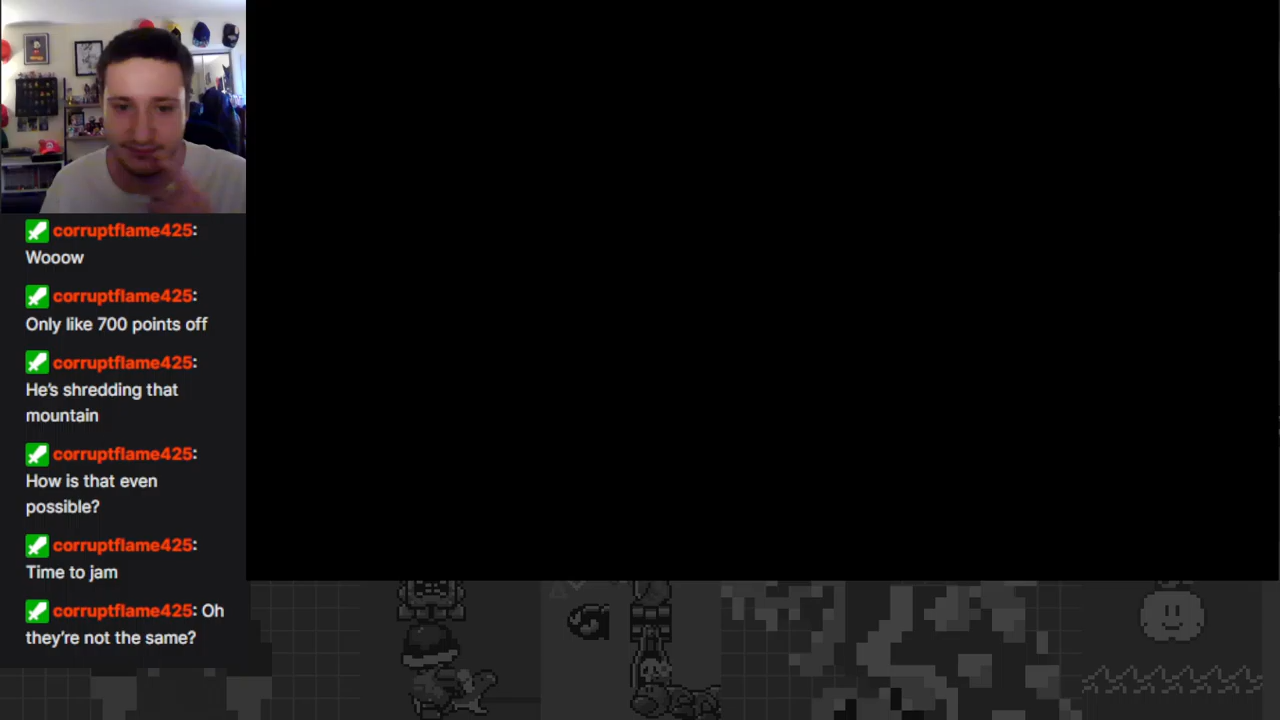 corruptflame425:
Wooow
corruptflame425:
Only like 700 points off
corruptflame425:
He's shredding that
mountain
corruptflame425:
How is that even
possible?
corruptflame425:
Time to jam
corruptflame425: Oh
they're not the same?